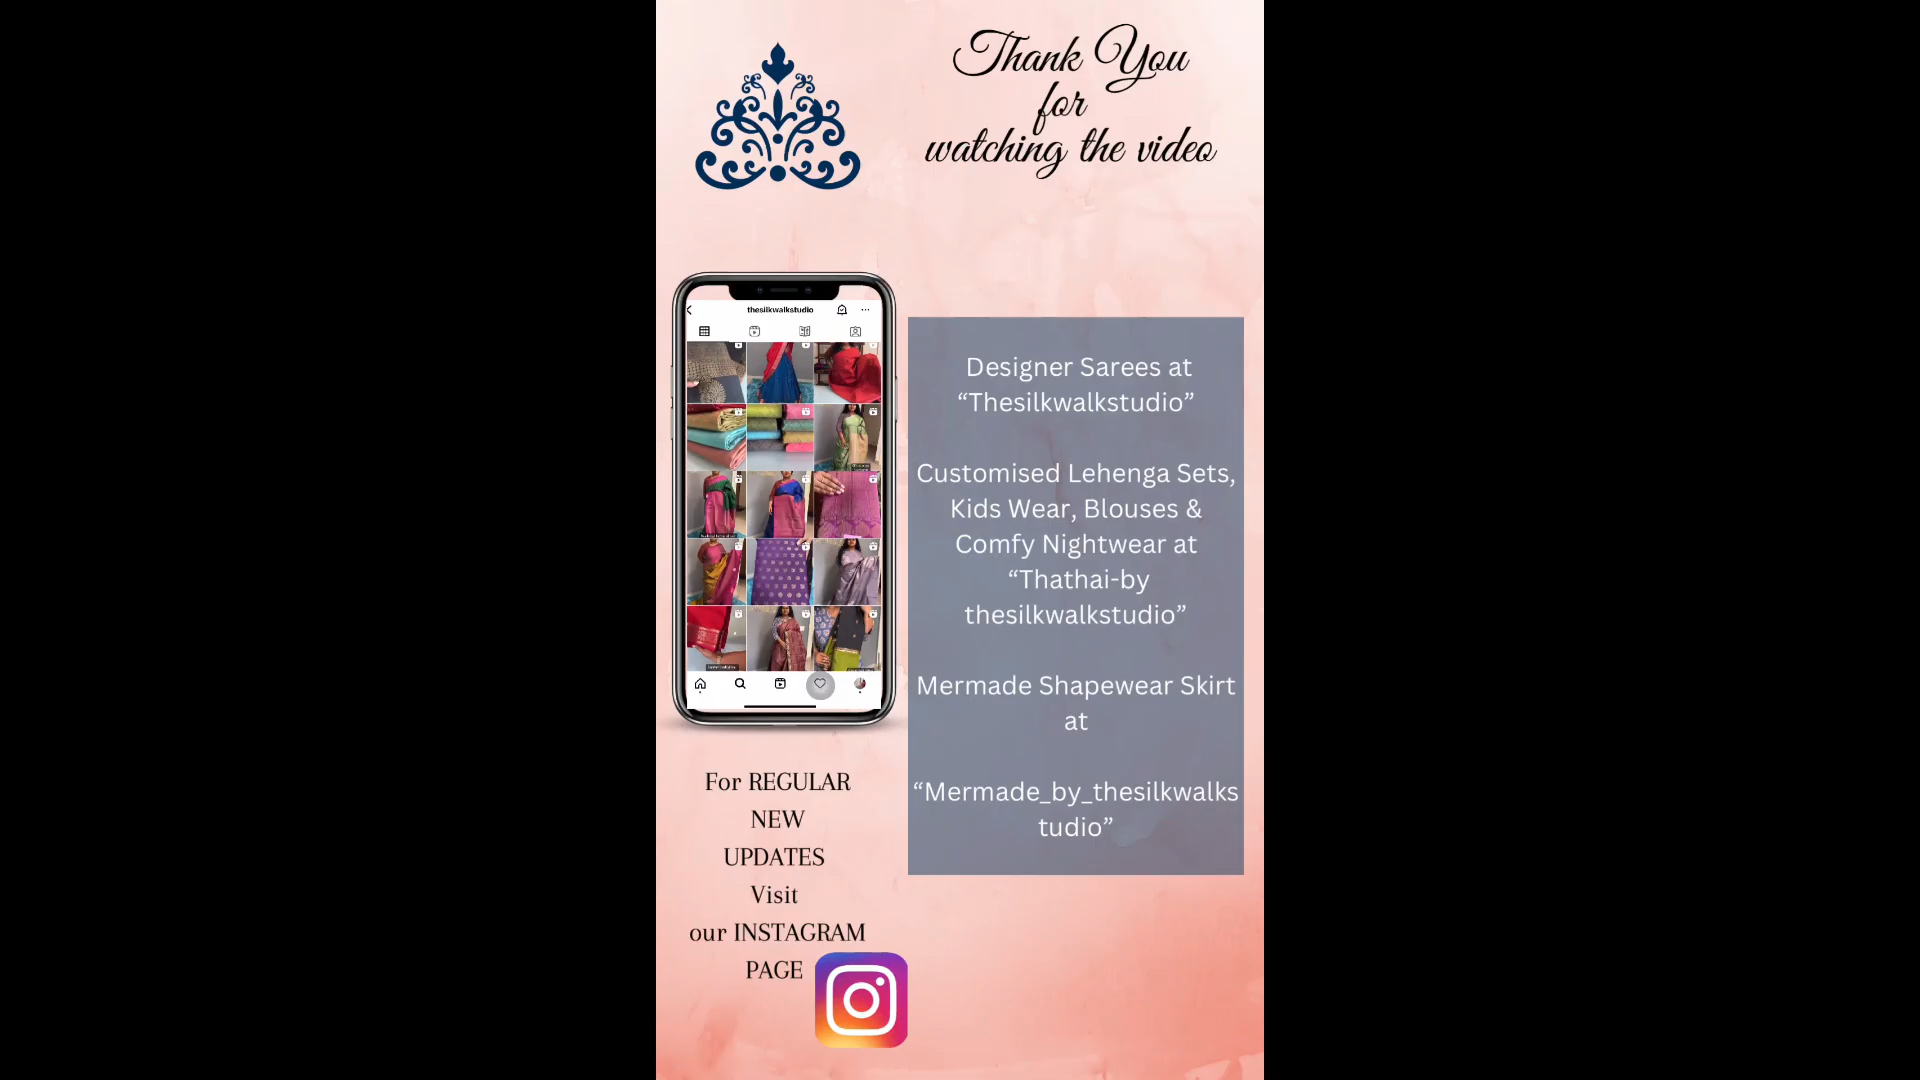 Thank You
for
watching the video
thesilkwalkstudio
Designer Sarees at
“Thesilkwalkstudio”
Customised Lehenga Sets,
Kids Wear, Blouses &
Comfy Nightwear at
“Thathai-by
thesilkwalkstudio”
Mermade Shapewear Skirt
at
“Mermade_by_thesilkwalks
tudio”
For REGULAR
NEW
UPDATES
Visit
our INSTAGRAM
PAGE